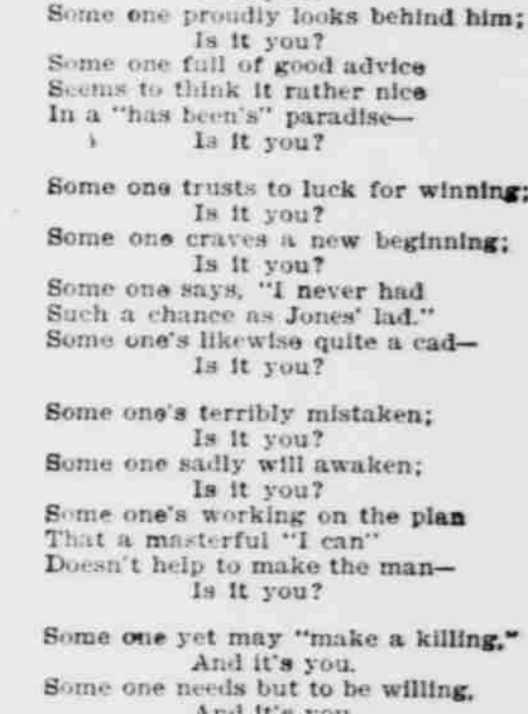 Some one proudly looks behind him;
Is it you?
Some one full of good advice
Seems to think it rather nice
In a "has been's" paradise—
Is it you?
Some one trusts to luck for winning;
Is it you?
Some one craves a new beginning;
Is it you?
Some one says, "I never had
Such a chance as Jones' lad."
Some one's likewise quite a cad—
Is it you?
Some one's terribly mistaken;
Is it you?
Some one sadly will awaken;
Is it you?
Some one's working on the plan
That a masterful "I can"
Doesn't help to make the man—
Is it you?
Some one yet may "make a killing,"
And it's you.
Some one needs but to be willing,
And it's you